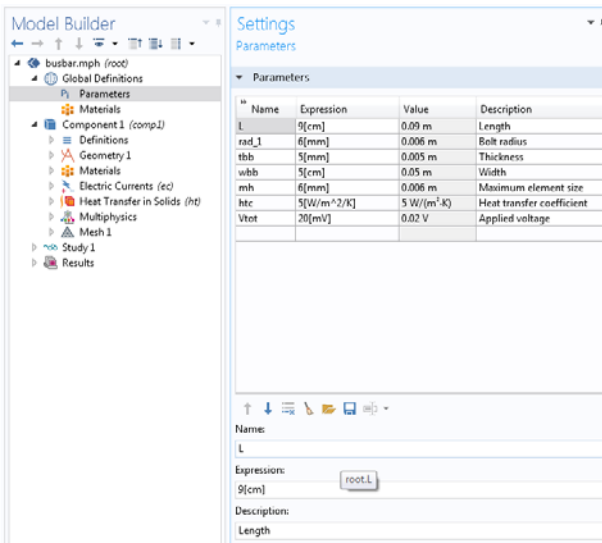 Model Builder
busbar.mph (root)
Global Definitions
Pi Parameters
Materials
Component 1 (comp1)
Definitions
Geometry 1
Materials
Electric Currents (ec)
Heat Transfer in Solids (ht)
Multiphysics
Mesh 1
Study 1
Results
Settings
Parameters
Parameters
Name Expression Value Description
L 9[cm] 0.09 m Length
rad_1 6[mm] 0.006 m Bolt radius
tbb 5[mm] 0.005 m Thickness
wbb 5[cm] 0.05 m Width
mh 6[mm] 0.006 m Maximum element size
htc 5[W/m^2/K] 5 W/(m²·K) Heat transfer coefficient
Vtot 20[mV] 0.02 V Applied voltage
Name:
L
Expression:
root.L
9[cm]
Description:
Length